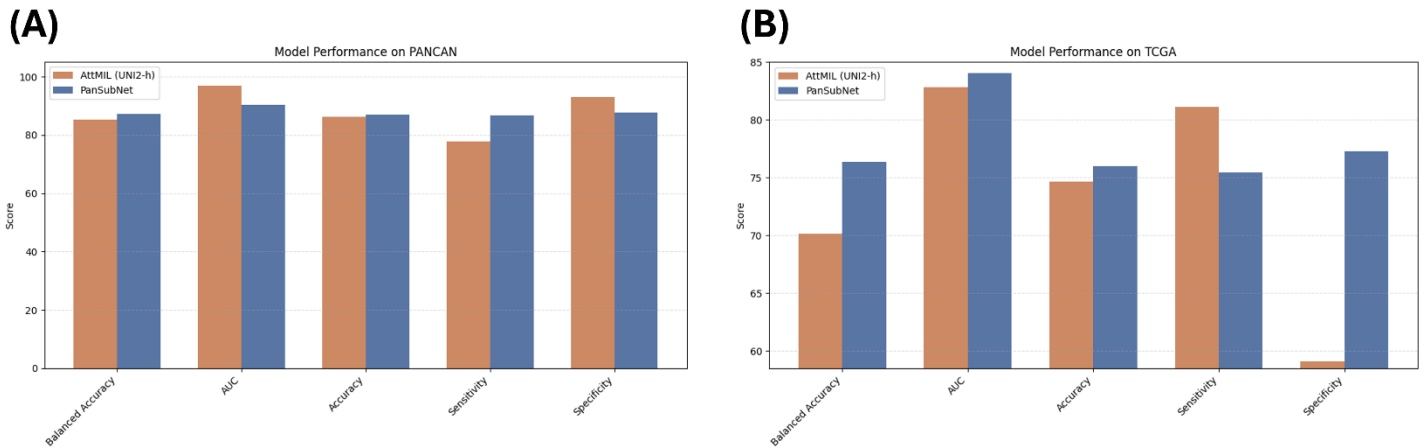 (A)
Model Performance on PANCAN
AttMIL (UNI2-h)
PanSubNet
Score
100
80
60
40
20
0
Balanced Accuracy
AUC
Accuracy
Sensitivity
Specificity
(B)
Model Performance on TCGA
AttMIL (UNI2-h)
PanSubNet
Score
85
80
75
70
65
60
Balanced Accuracy
AUC
Accuracy
Sensitivity
Specificity